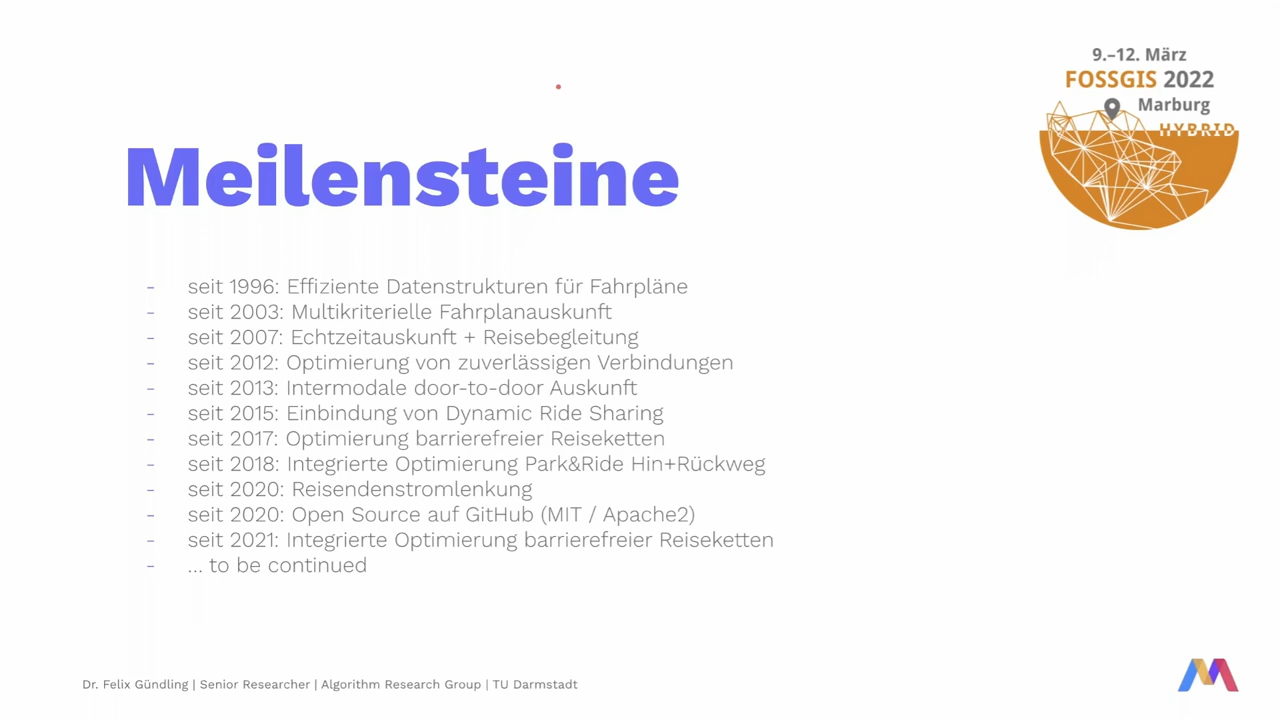 9.–12. März
FOSSGIS 2022
Marburg
HYBRID
Meilensteine
- seit 1996: Effiziente Datenstrukturen für Fahrpläne
- seit 2003: Multikriterielle Fahrplanauskunft
- seit 2007: Echtzeitauskunft + Reisebegleitung
- seit 2012: Optimierung von zuverlässigen Verbindungen
- seit 2013: Intermodale door-to-door Auskunft
- seit 2015: Einbindung von Dynamic Ride Sharing
- seit 2017: Optimierung barrierefreier Reiseketten
- seit 2018: Integrierte Optimierung Park&Ride Hin+Rückweg
- seit 2020: Reisendenstromlenkung
- seit 2020: Open Source auf GitHub (MIT / Apache2)
- seit 2021: Integrierte Optimierung barrierefreier Reiseketten
- ... to be continued
Dr. Felix Gündling | Senior Researcher | Algorithm Research Group | TU Darmstadt